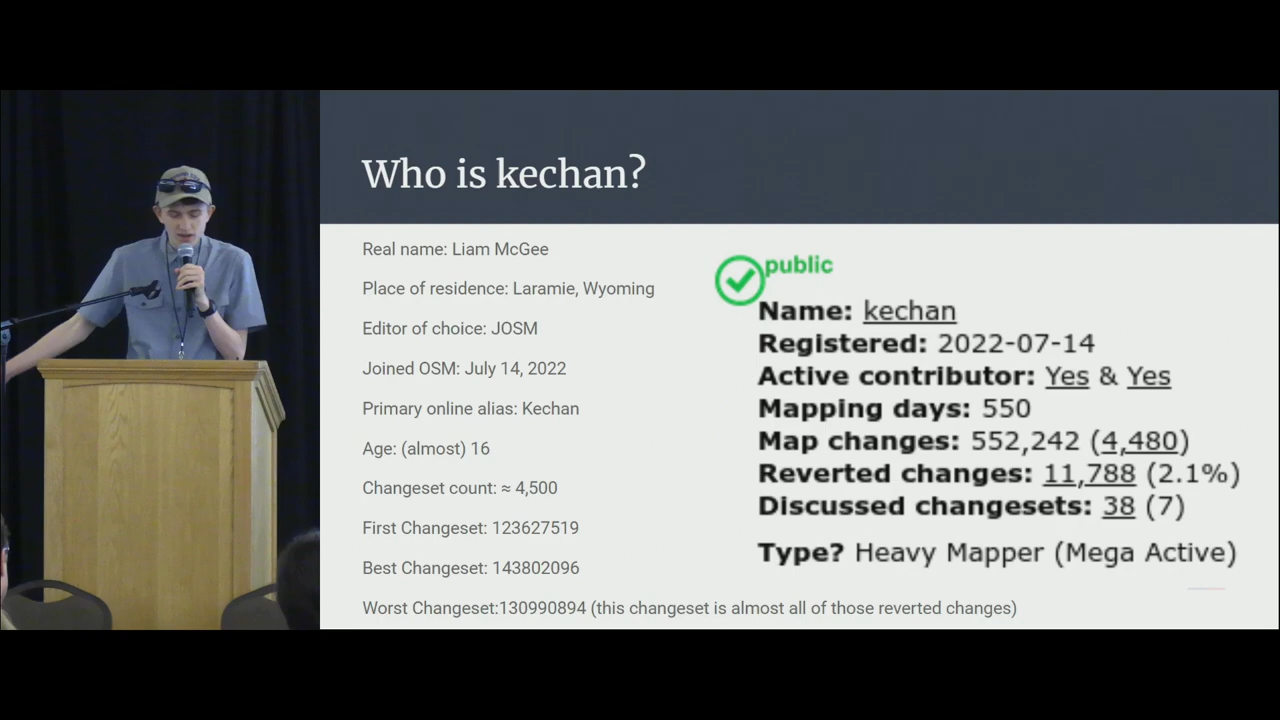 Who is kechan?
Real name: Liam McGee
Place of residence: Laramie, Wyoming
Editor of choice: JOSM
Joined OSM: July 14, 2022
Primary online alias: Kechan
Age: (almost) 16
Changeset count: ≈ 4,500
First Changeset: 123627519
Best Changeset: 143802096
Worst Changeset:130990894 (this changeset is almost all of those reverted changes)
public
Name: kechan
Registered: 2022-07-14
Active contributor: Yes & Yes
Mapping days: 550
Map changes: 552,242 (4,480)
Reverted changes: 11,788 (2.1%)
Discussed changesets: 38 (7)
Type? Heavy Mapper (Mega Active)